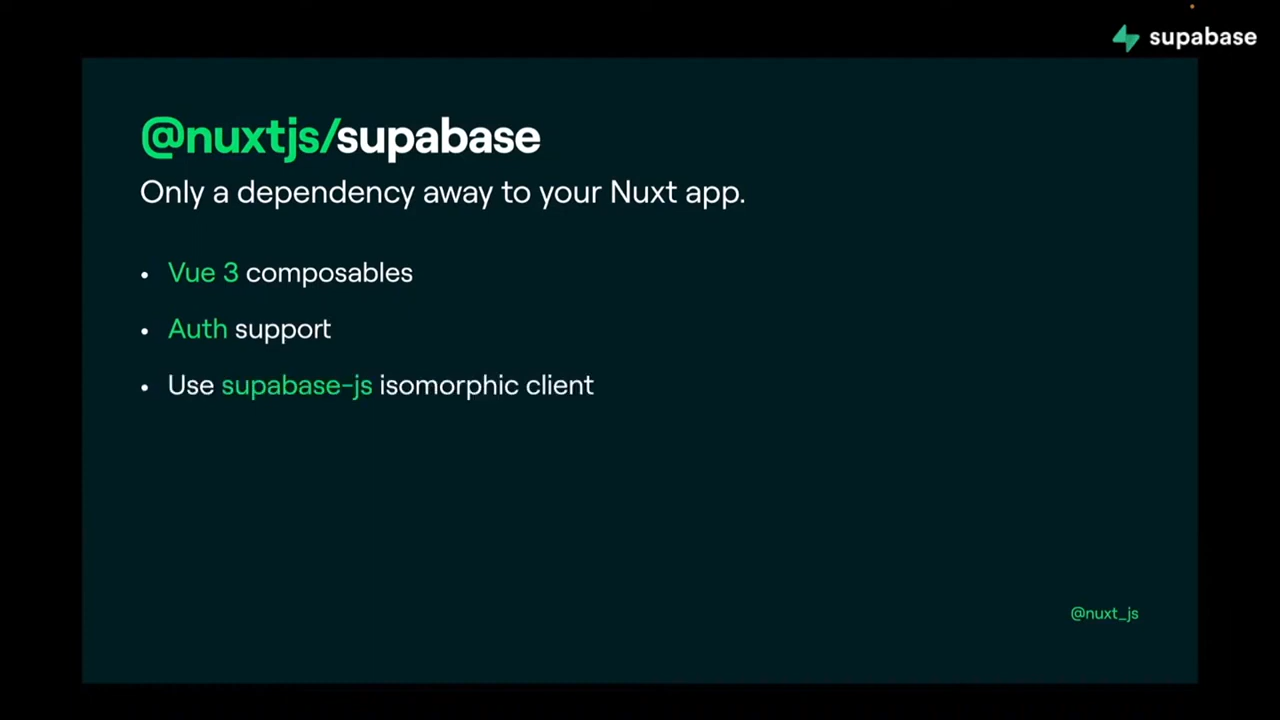 supabase
@nuxtjs/supabase
Only a dependency away to your Nuxt app.
• Vue 3 composables
• Auth support
• Use supabase-js isomorphic client
@nuxt_js